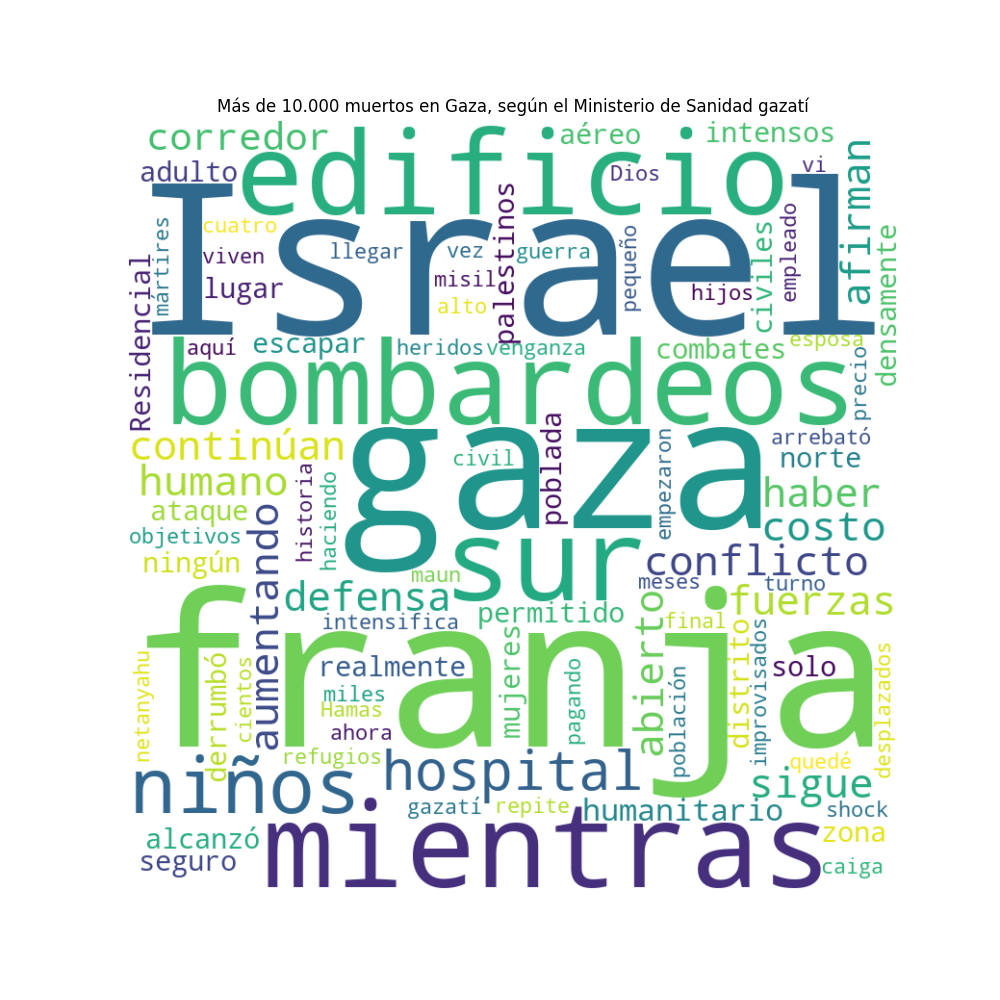 Más de 10.000 muertos en Gaza, según el Ministerio de Sanidad gazatí
corredor
edificio
aéreo
intensos
adulto
Dios
vi
afirman
Israel
mártires
cuatro
viven
llegar
vez
guerra
palestinos
pequeño
civiles
empleado
densamente
lugar
misil
alto
hijos
Residencial
aquí
escapar
heridos
venganza
combates
esposa
precio
bombardeos
continúan
gaza
civil
poblada
empezaron
arrebató
norte
humano
historia
haciendo
haber
ataque
objetivos
aumentando
sur
costo
ningún
maun
conflicto
meses
turno
franja
defensa
permitido
fuerzas
intensifica
abierto
final
distrito
improvisados
netanyahu
derrumbó
cientos
realmente
mujeres
pagando
población
solo
desplazados
miles
Hamas
ahora
refugios
quedé
niños
hospital
sigue
gazatí
repite
humanitario
shock
mientras
alcanzó
zona
seguro
caiga